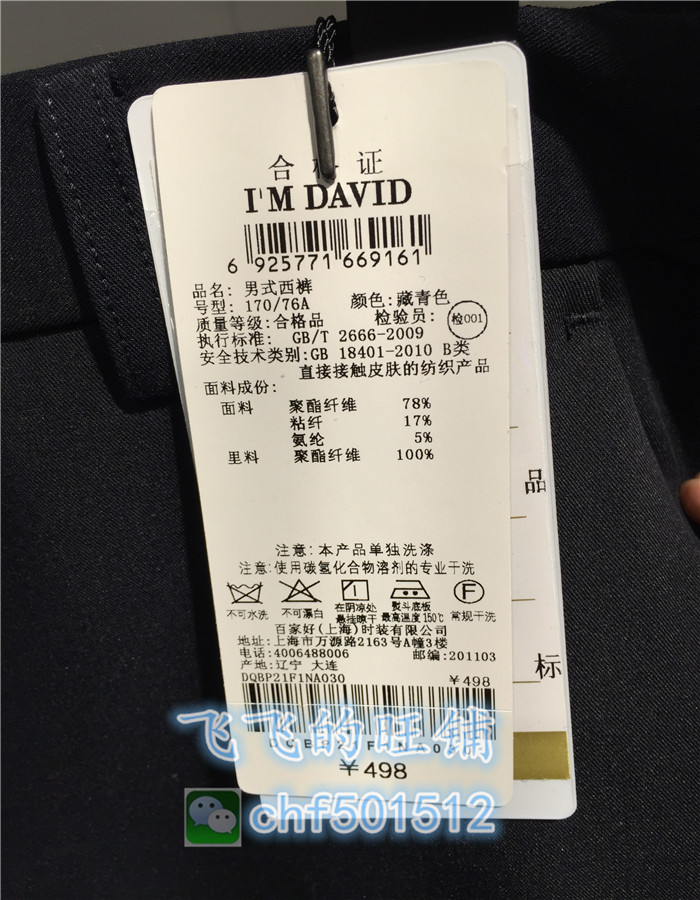 合格证
I'M DAVID
6 925771 669161
品名: 男式西裤
号型: 170/76A 颜色:藏青色
质量等级:合格品 检验员: 检001
执行标准: GB/T 2666-2009
安全技术类别:GB 18401-2010 B类
直接接触皮肤的纺织产品
面料成份:
面料 聚酯纤维 78%
粘纤 17%
氨纶 5%
里料 聚酯纤维 100%
品
注意:本产品单独洗涤
注意:使用碳氢化合物溶剂的专业干洗
F
不可水洗 不可漂白 在阴凉处悬挂晾干 熨斗底板最高温度150℃ 常规干洗
百家好(上海)时装有限公司
地址:上海市万源路2163号A幢3楼
电话:4006488006 邮编:201103
产地:辽宁 大连
标
DQBP21F1NA030 ¥498
飞飞的旺铺
¥498
chf501512